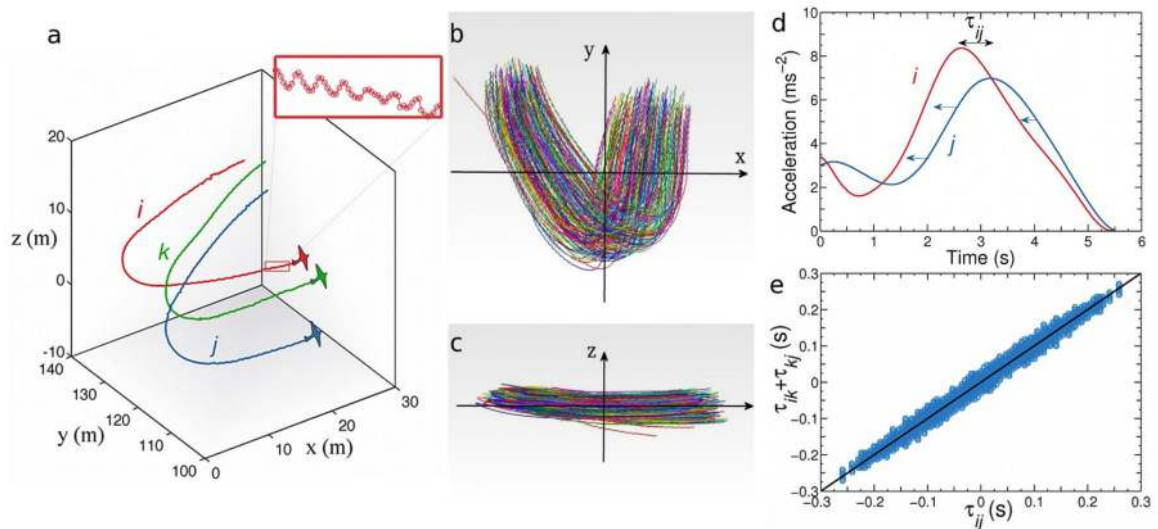 a
20
10
z (m)
0
-10
140
130
y (m)
120
110
100
0
10
x (m)
20
30
i
k
j
b
y
x
c
z
d
τij
i
j
Acceleration (ms⁻²)
10
8
6
4
2
0
0 1 2 3 4 5 6
Time (s)
e
τik+τkj (s)
0.3
0.2
0.1
0
−0.1
−0.2
−0.3
−0.3 −0.2 −0.1 0 0.1 0.2 0.3
τij⁰ (s)